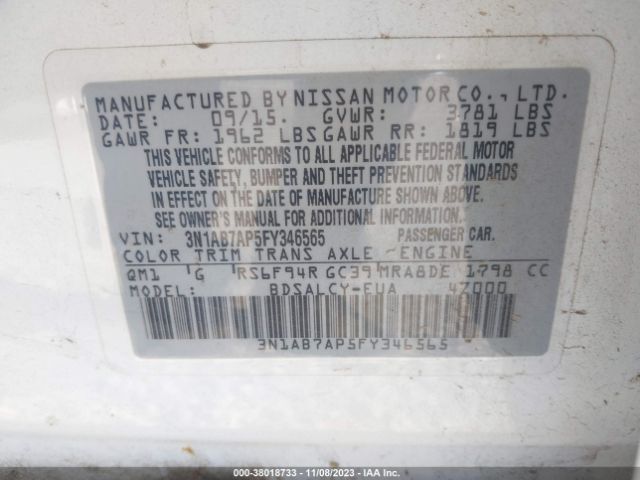 MANUFACTURED BY NISSAN MOTOR CO., LTD.
DATE: 09/15. GVWR: 3781 LBS
GAWR FR: 1962 LBS GAWR RR: 1819 LBS
THIS VEHICLE CONFORMS TO ALL APPLICABLE FEDERAL MOTOR
VEHICLE SAFETY, BUMPER AND THEFT PREVENTION STANDARDS
IN EFFECT ON THE DATE OF MANUFACTURE SHOWN ABOVE.
SEE OWNER'S MANUAL FOR ADDITIONAL INFORMATION.
VIN: 3N1AB7AP5FY346565 PASSENGER CAR.
COLOR TRIM TRANS AXLE ENGINE
QM1 G RS6F94R GC39 MRA8DE 1798 CC
MODEL: BDSALCY-EUA 47000
3N1AB7AP5FY346565
000-38018733 - 11/08/2023 - IAAI.com